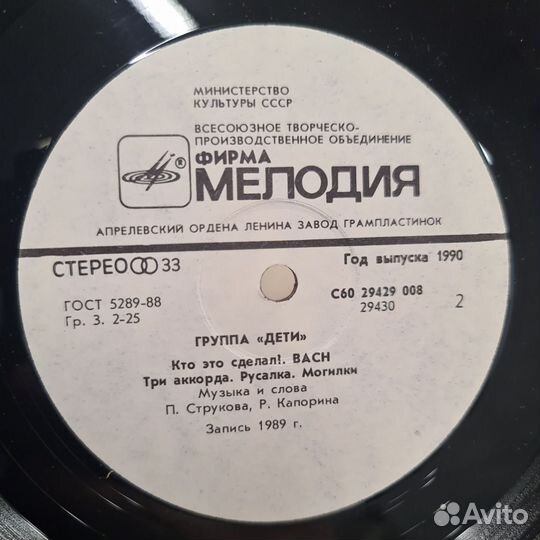 МИНИСТЕРСТВО
КУЛЬТУРЫ СССР
ВСЕСОЮЗНОЕ ТВОРЧЕСКО-
ПРОИЗВОДСТВЕННОЕ ОБЪЕДИНЕНИЕ
®
ФИРМА
МЕЛОДИЯ
АПРЕЛЕВСКИЙ ОРДЕНА ЛЕНИНА ЗАВОД ГРАМПЛАСТИНОК
СТЕРЕО 33
Год выпуска 1990
ГОСТ 5289-88
Гр. 3. 2-25
С60 29429 008
29430
2
ГРУППА «ДЕТИ»
Кто это сделал!. BACH
Три аккорда. Русалка. Могилки
Музыка и слова
П. Струкова, Р. Капорина
Запись 1989 г.
Avito